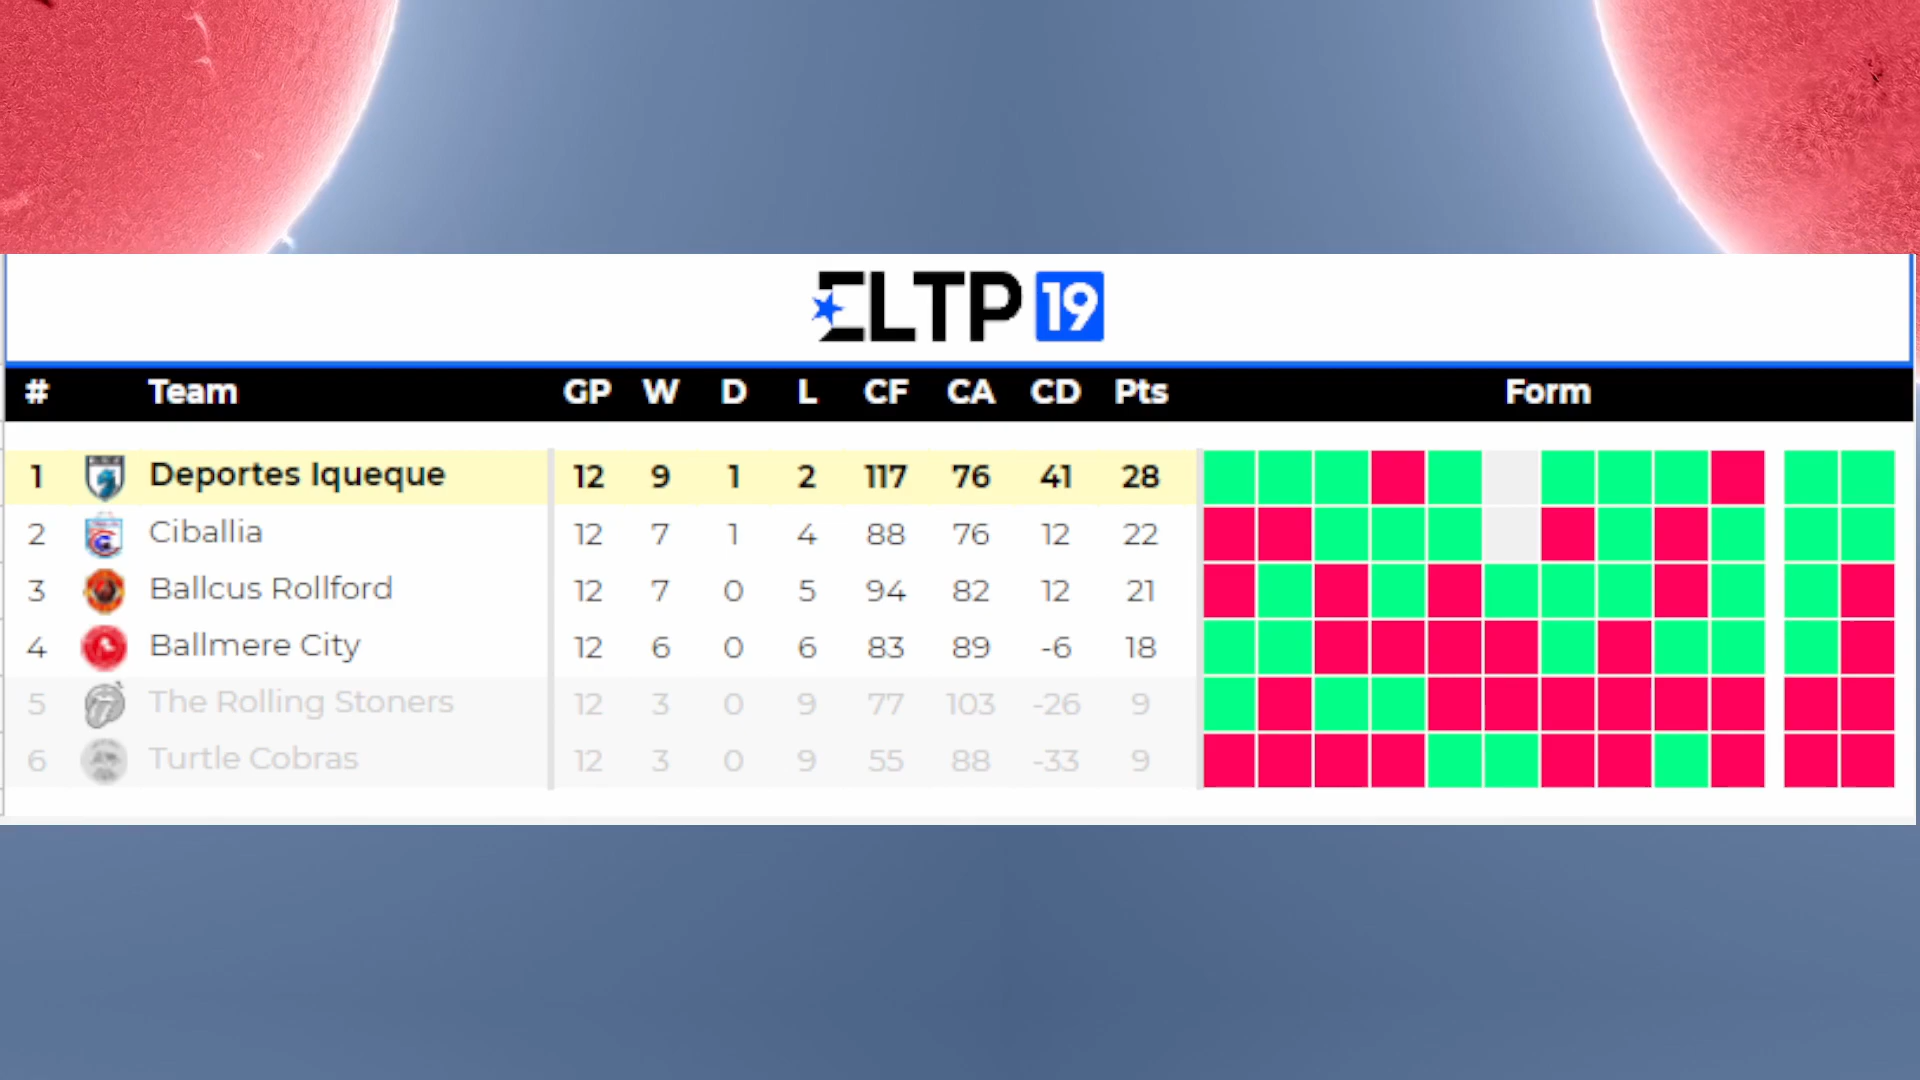 ELTP 19
# Team GP W D L CF CA CD Pts Form
1 Deportes Iqueque 12 9 1 2 117 76 41 28
2 Ciballia 12 7 1 4 88 76 12 22
3 Ballcus Rollford 12 7 0 5 94 82 12 21
4 Ballmere City 12 6 0 6 83 89 -6 18
5 The Rolling Stoners 12 3 0 9 77 103 -26 9
6 Turtle Cobras 12 3 0 9 55 88 -33 9